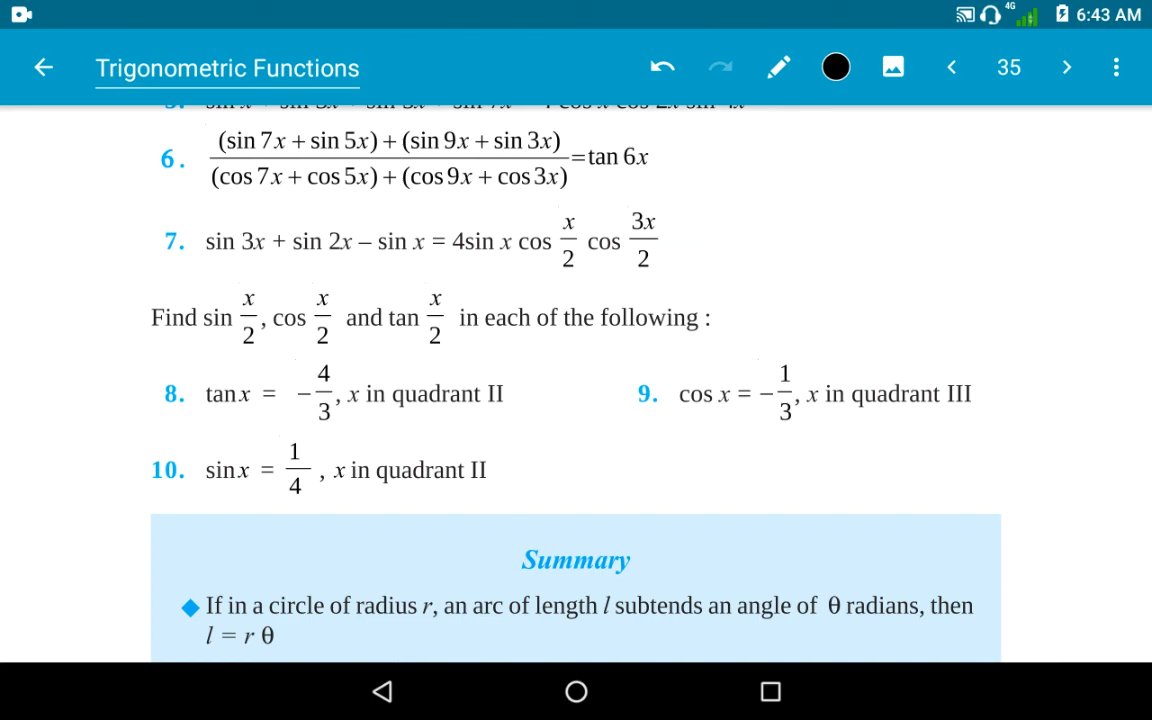 4G 6:43 AM
Trigonometric Functions 35
6. (sin 7x + sin 5x) + (sin 9x + sin 3x) / (cos 7x + cos 5x) + (cos 9x + cos 3x) = tan 6x
7. sin 3x + sin 2x – sin x = 4sin x cos x/2 cos 3x/2
Find sin x/2, cos x/2 and tan x/2 in each of the following :
8. tan x = −4/3, x in quadrant II 9. cos x = −1/3, x in quadrant III
10. sin x = 1/4 , x in quadrant II
Summary
◆ If in a circle of radius r, an arc of length l subtends an angle of θ radians, then
l = r θ